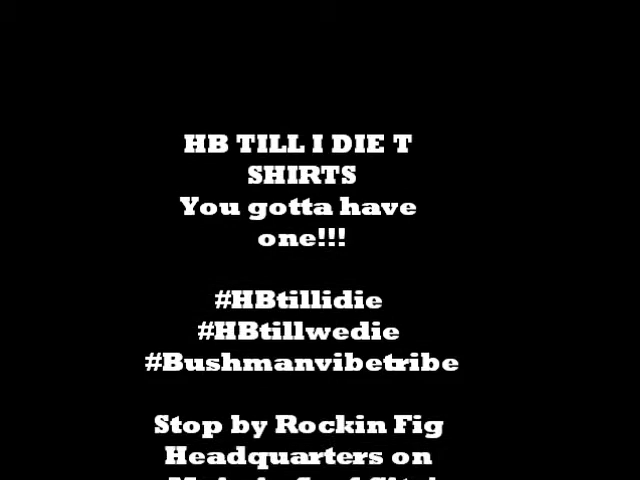 HB TILL I DIE T
SHIRTS
You gotta have
one!!!
#HBtillidie
#HBtillwedie
#Bushmanvibetribe
Stop by Rockin Fig
Headquarters on